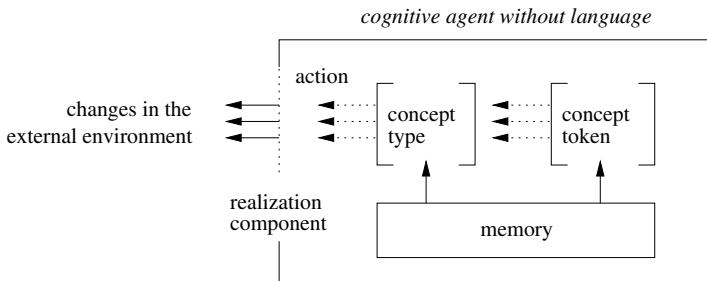 cognitive agent without language
action
changes in the
external environment
concept
type
concept
token
realization
component
memory